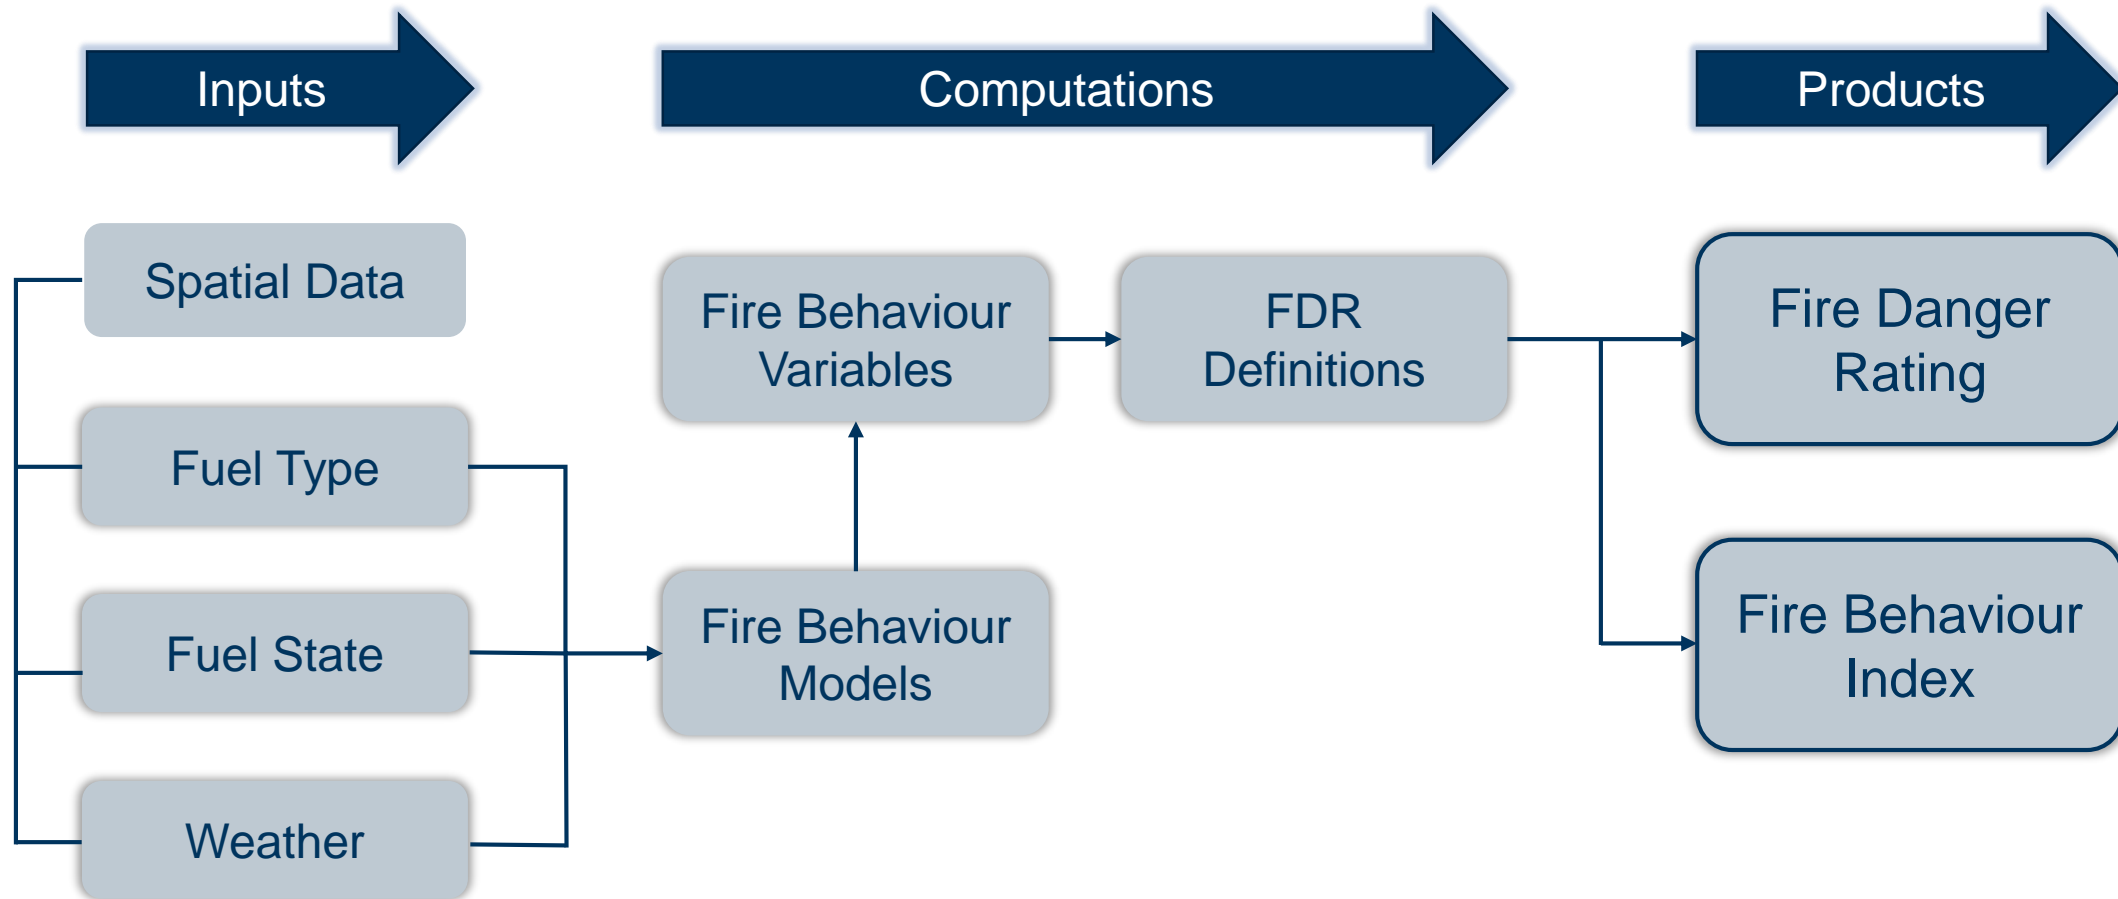 Inputs
Computations
Products
Spatial Data
Fuel Type
Fuel State
Weather
Fire Behaviour
Variables
Fire Behaviour
Models
FDR
Definitions
Fire Danger
Rating
Fire Behaviour
Index